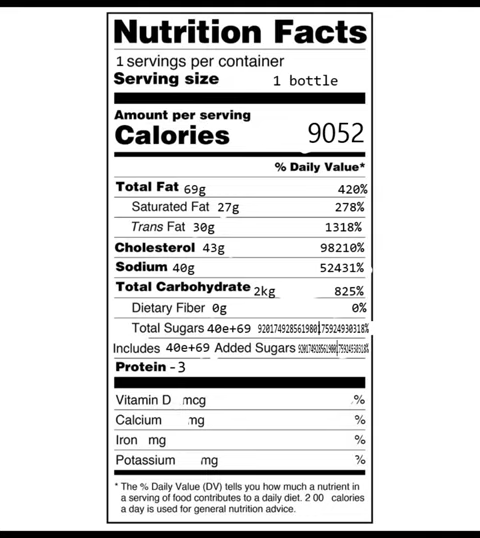 Nutrition Facts
1 servings per container
Serving size 1 bottle
Amount per serving
Calories 9052
% Daily Value*
Total Fat 69g 420%
Saturated Fat 27g 278%
Trans Fat 30g 1318%
Cholesterol 43g 98210%
Sodium 40g 52431%
Total Carbohydrate 2kg 825%
Dietary Fiber 0g 0%
Total Sugars 40e+69
Includes 40e+69 Added Sugars
Protein -3
Vitamin D mcg %
Calcium mg %
Iron mg %
Potassium mg %
* The % Daily Value (DV) tells you how much a nutrient in
a serving of food contributes to a daily diet. 2 00 calories
a day is used for general nutrition advice.